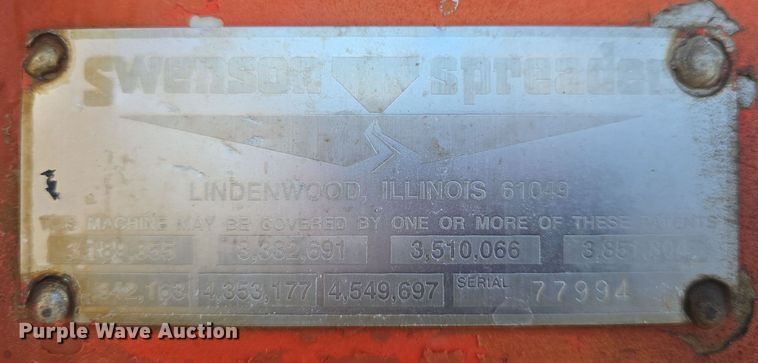 swenson spreader
LINDENWOOD, ILLINOIS 61049
THIS MACHINE MAY BE COVERED BY ONE OR MORE OF THESE PATENTS
3,332,691 3,510,066
4,353,177 4,549,697 SERIAL 77994
Purple Wave Auction